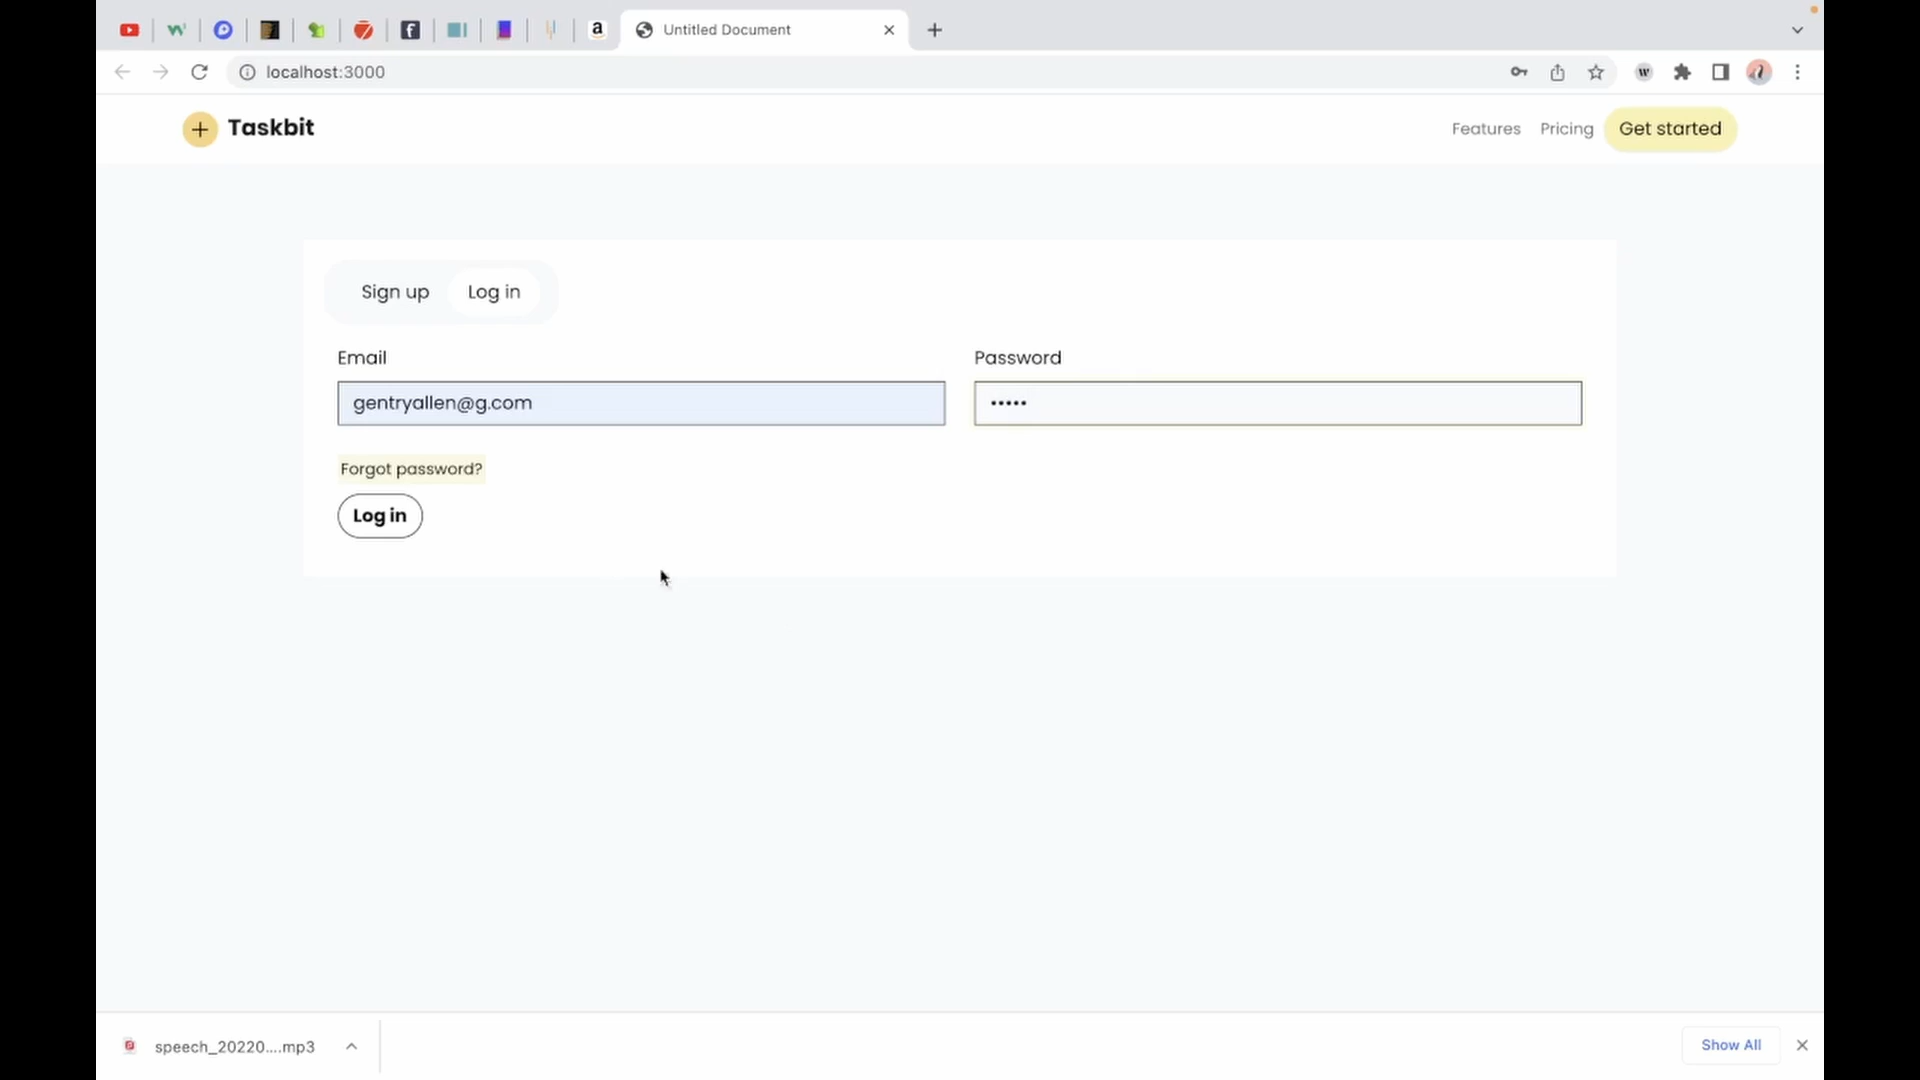 Untitled Document
localhost:3000
Taskbit
Features Pricing Get started
Sign up Log in
Email Password
gentryallen@g.com •••••
Forgot password?
Log in
speech_20220....mp3
Show All